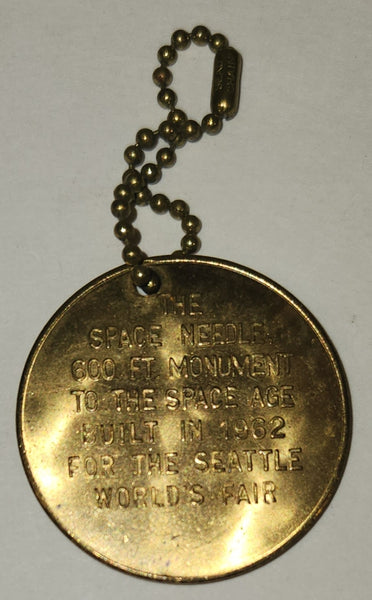 THE
SPACE NEEDLE
600 FT. MONUMENT
TO THE SPACE AGE
BUILT IN 1962
FOR THE SEATTLE
WORLD'S FAIR